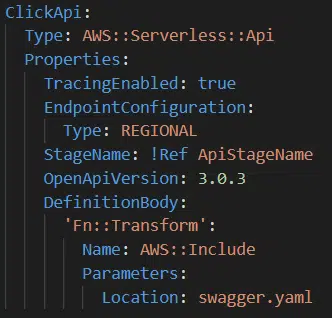 ClickApi:
Type: AWS::Serverless::Api
Properties:
TracingEnabled: true
EndpointConfiguration:
Type: REGIONAL
StageName: !Ref ApiStageName
OpenApiVersion: 3.0.3
DefinitionBody:
'Fn::Transform':
Name: AWS::Include
Parameters:
Location: swagger.yaml